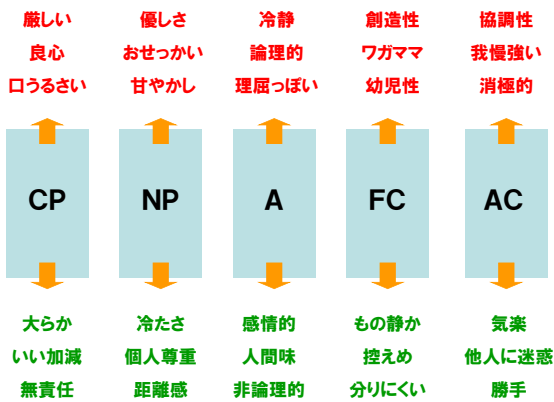 厳しい 優しさ 冷静 創造性 協調性
良心 おせっかい 論理的 ワガママ 我慢強い
口うるさい 甘やかし 理屈っぽい 幼児性 消極的
CP NP A FC AC
大らか 冷たさ 感情的 もの静か 気楽
いい加減 個人尊重 人間味 控えめ 他人に迷惑
無責任 距離感 非論理的 分りにくい 勝手